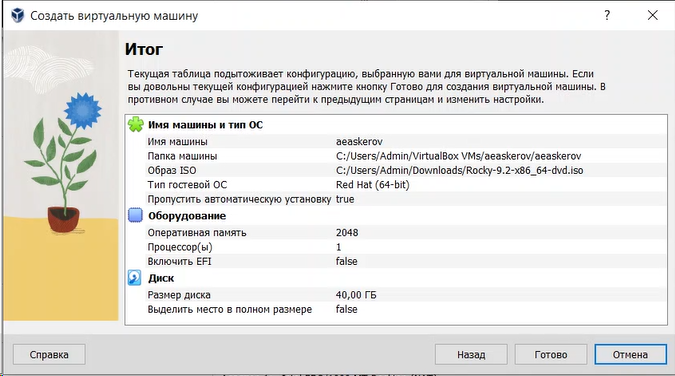 Создать виртуальную машину
Итог
Текущая таблица подытоживает конфигурацию, выбранную вами для виртуальной машины. Если
вы довольны текущей конфигурацией нажмите кнопку Готово для создания виртуальной машины. В
противном случае вы можете перейти к предыдущим страницам и изменить настройки.
Имя машины и тип ОС
Имя машины aeaskerov
Папка машины C:/Users/Admin/VirtualBox VMs/aeaskerov/aeaskerov
Образ ISO C:/Users/Admin/Downloads/Rocky-9.2-x86_64-dvd.iso
Тип гостевой ОС Red Hat (64-bit)
Пропустить автоматическую установку true
Оборудование
Оперативная память 2048
Процессор(ы) 1
Включить EFI false
Диск
Размер диска 40,00 ГБ
Выделить место в полном размере false
Справка Назад Готово Отмена